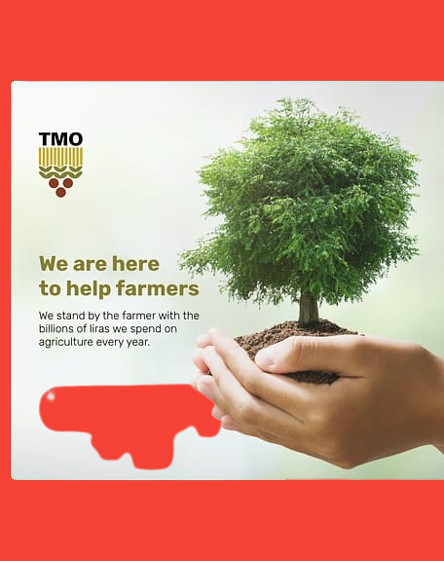 TMO
We are here
to help farmers
We stand by the farmer with the
billions of liras we spend on
agriculture every year.